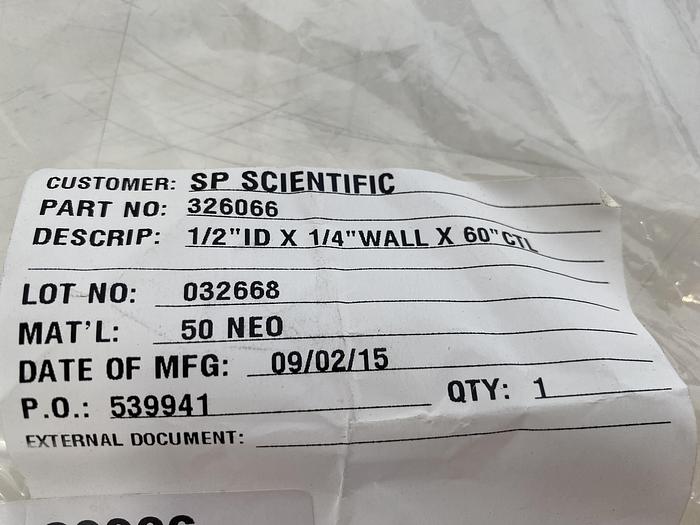 CUSTOMER: SP SCIENTIFIC
PART NO: 326066
DESCRIP: 1/2"ID X 1/4"WALL X 60"CTL
LOT NO: 032668
MAT'L: 50 NEO
DATE OF MFG: 09/02/15
P.O.: 539941 QTY: 1
EXTERNAL DOCUMENT: